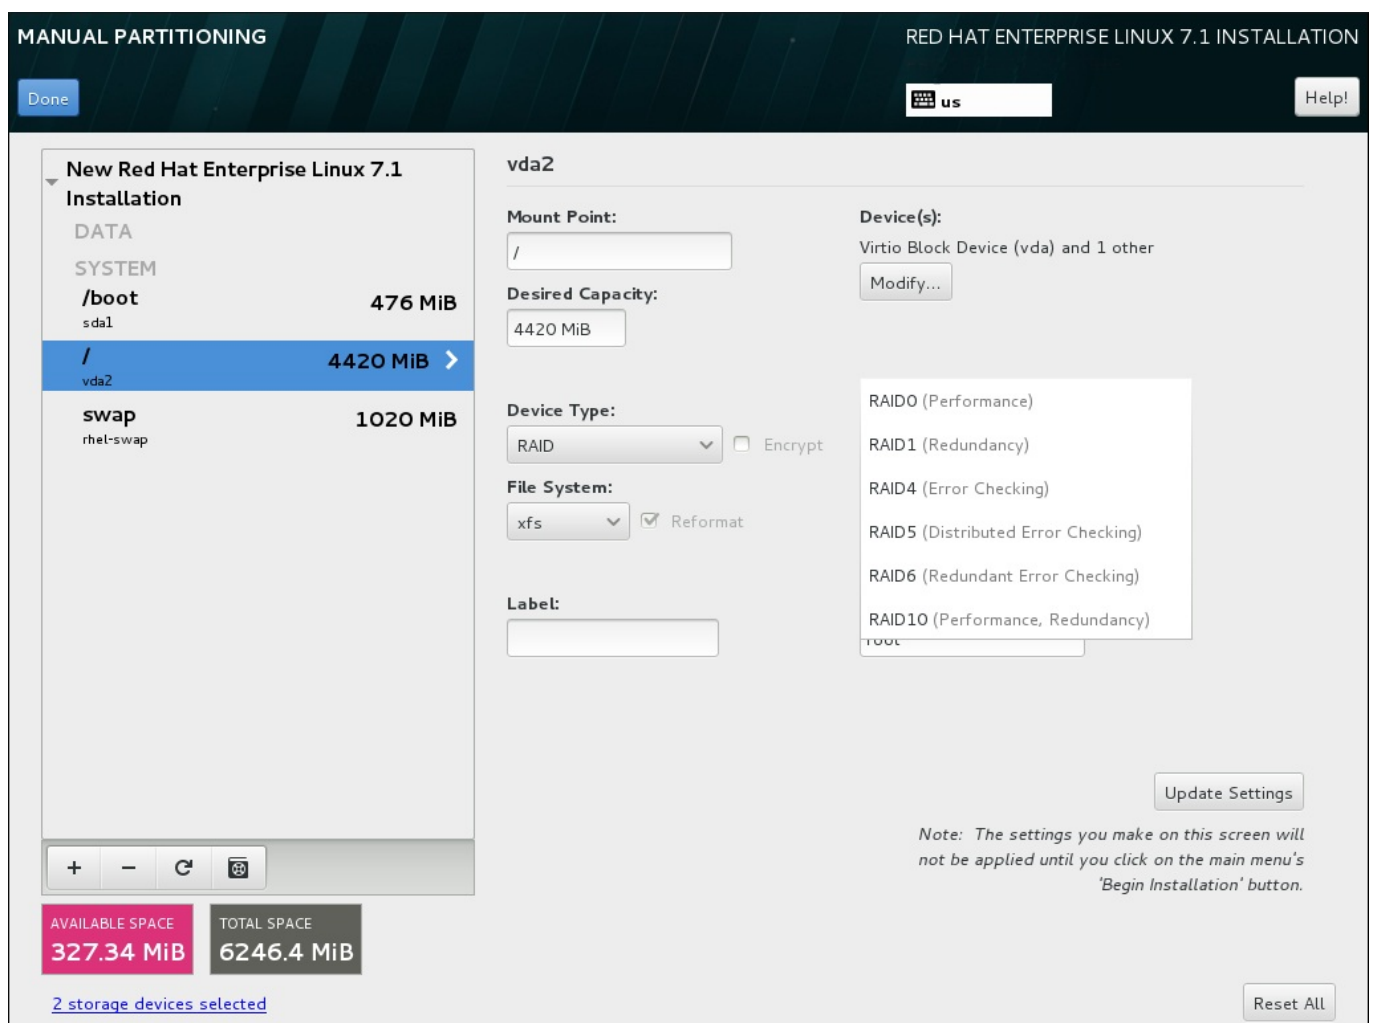 MANUAL PARTITIONING
RED HAT ENTERPRISE LINUX 7.1 INSTALLATION
Done
us
Help!
New Red Hat Enterprise Linux 7.1
Installation
DATA
SYSTEM
/boot
476 MiB
sda1
/
4420 MiB
vda2
swap
1020 MiB
rhel-swap
+ −
AVAILABLE SPACE
327.34 MiB
TOTAL SPACE
6246.4 MiB
2 storage devices selected
vda2
Mount Point:
/
Desired Capacity:
4420 MiB
Device(s):
Virtio Block Device (vda) and 1 other
Modify...
Device Type:
RAID
Encrypt
File System:
xfs
Reformat
Label:
RAID0 (Performance)
RAID1 (Redundancy)
RAID4 (Error Checking)
RAID5 (Distributed Error Checking)
RAID6 (Redundant Error Checking)
RAID10 (Performance, Redundancy)
root
Update Settings
Note: The settings you make on this screen will
not be applied until you click on the main menu's
'Begin Installation' button.
Reset All